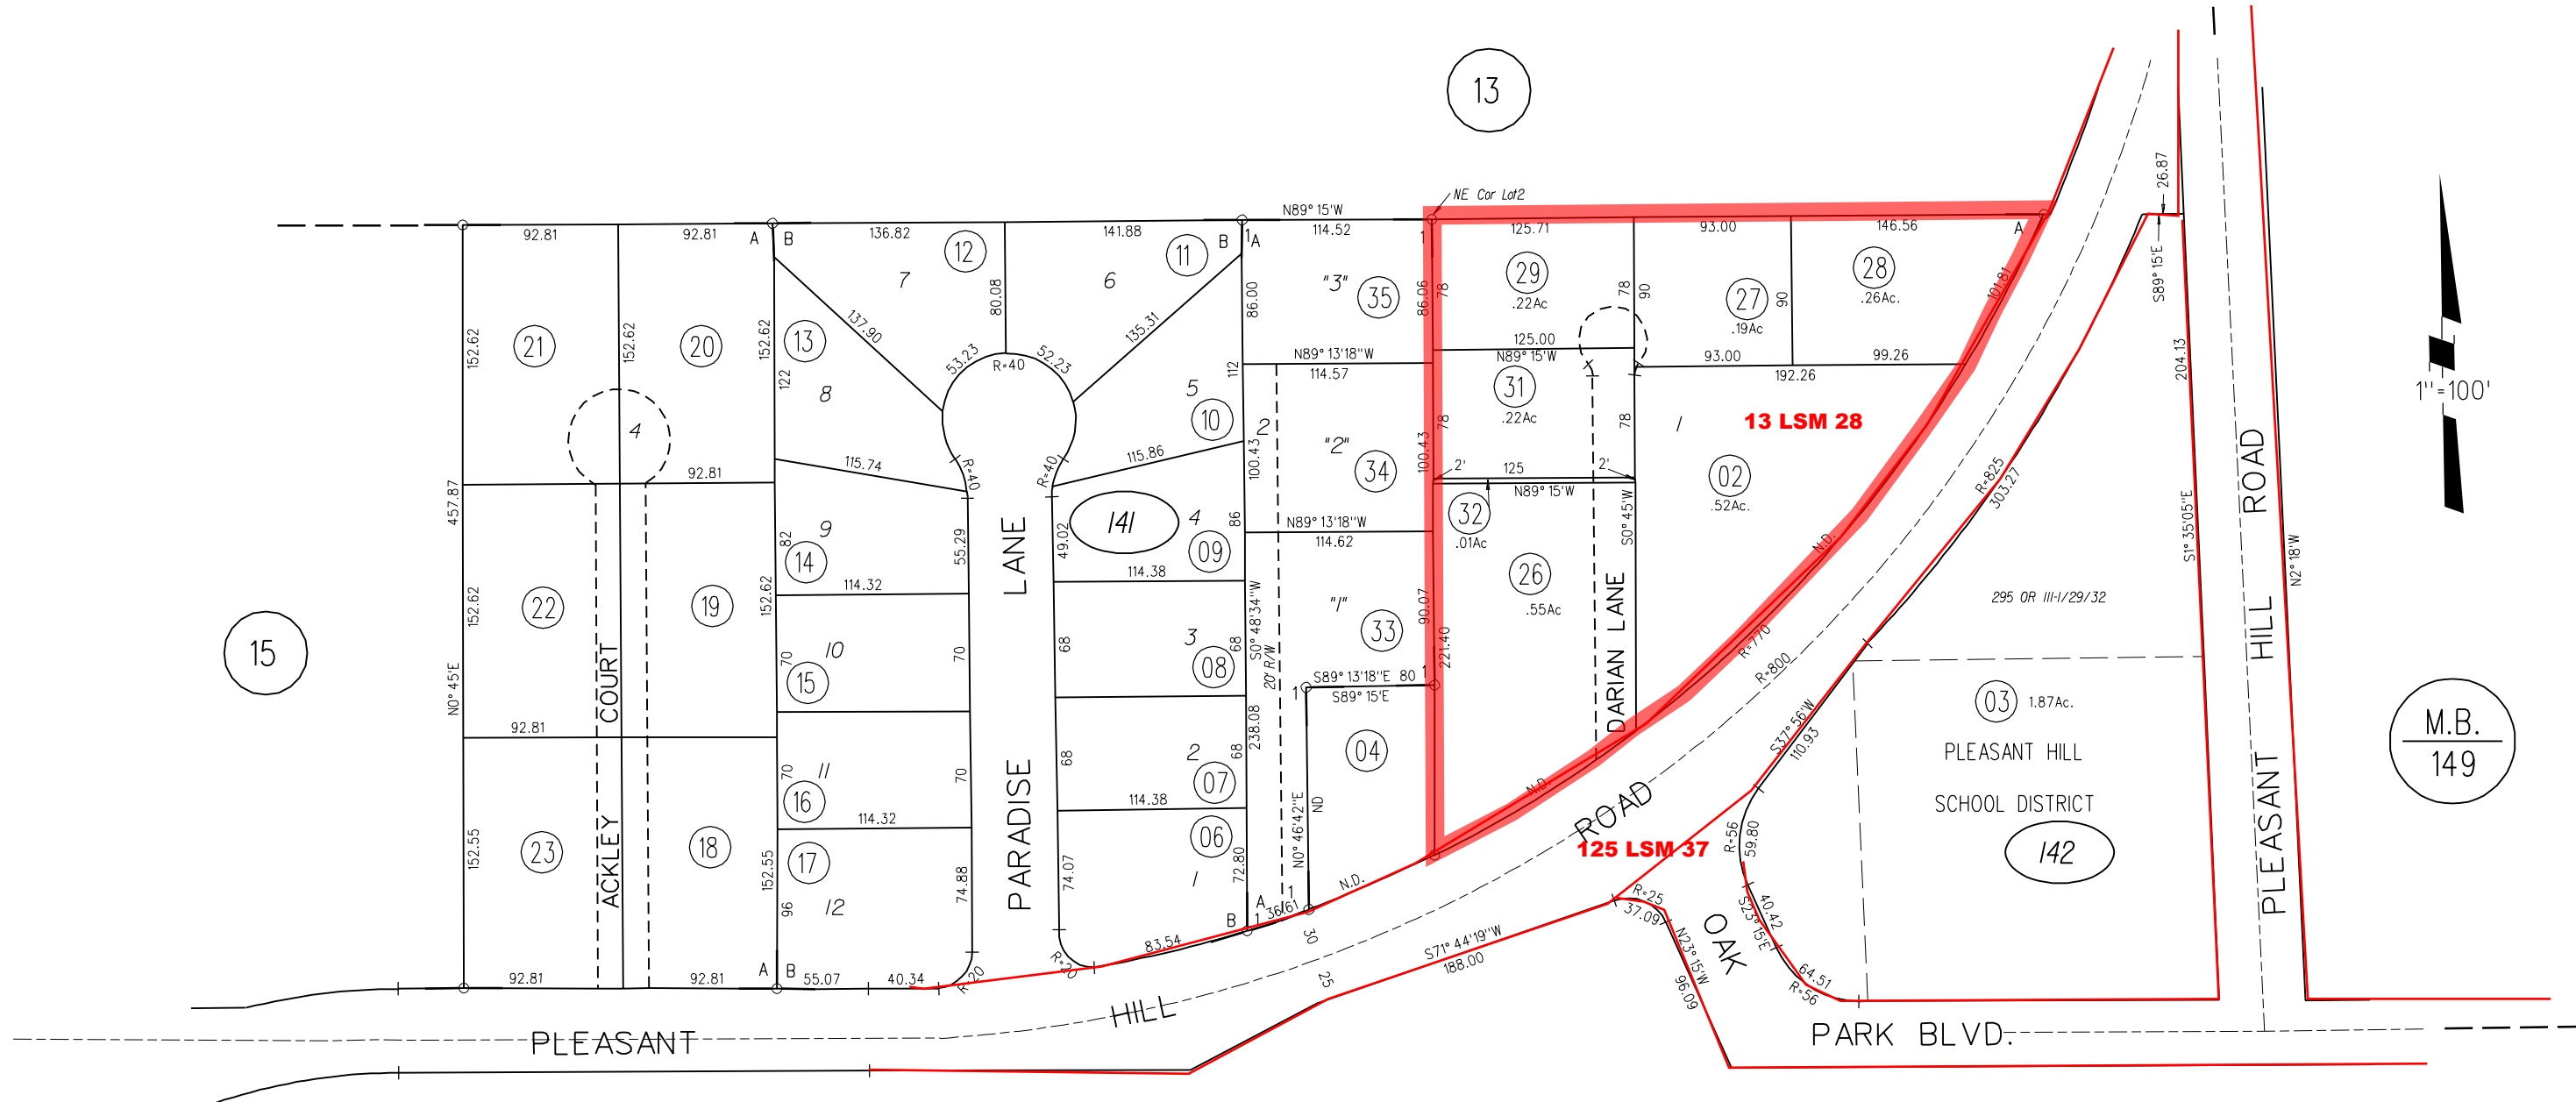 13
26.87
S89° 15'E
NE Cor Lot2
N89° 15'W
92.81
92.81
A
B
136.82
12
141.88
11
B
1
A
114.52
1
125.71
93.00
146.56
A
7
6
80.08
86.00
"3"
35
86.06
78
29
.22Ac
78
90
27
.19Ac
90
28
.26Ac.
101.81
204.13
1"=100'
152.62
21
152.62
20
152.62
13
122
8
137.90
53.23
R=40
52.23
135.31
112
5
10
N89° 13'18"W
114.57
125.00
N89° 15'W
31
.22Ac
78
78
93.00
99.26
192.26
1
13 LSM 28
4
92.81
457.87
115.74
R=40
R=40
115.86
2
100.43
"2"
34
100.43
2'
125
2'
N89° 15'W
S0° 45'W
02
.52Ac.
R=825
303.27
S1° 35'05"E
N2° 18'W
PLEASANT HILL ROAD
141
4
09
86
49.02
55.29
9
14
82
114.32
114.38
N89° 13'18"W
114.62
32
.01Ac
26
.55Ac
N.D.
295 OR III-1/29/32
15
152.62
22
19
152.62
N0° 45'E
ACKLEY COURT
PARADISE LANE
10
15
70
70
68
3
08
68
S0° 48'34"W
20' R/W
"1"
33
90.07
221.40
DARIAN LANE
R=770
R=800
S89° 13'18"E 80 1
S89° 15'E
1
S37° 56'W
110.93
03 1.87Ac.
PLEASANT HILL
SCHOOL DISTRICT
142
M.B.
149
92.81
11
16
70
70
68
2
07
68
238.08
04
ND
N0° 46'42"E
N.D.
114.32
114.38
152.55
23
18
152.55
17
96
12
74.88
74.07
06
1
72.80
125 LSM 37
R=56
59.80
40.42
S23° 15'E
64.51
R=56
R=25
37.09
OAK
N23° 15'W
96.09
A
1
1
B
36.61
N.D.
92.81
92.81
A
B
55.07
40.34
R=20
R=20
83.54
30
25
S71° 44'19"W
188.00
PLEASANT HILL ROAD
PARK BLVD.